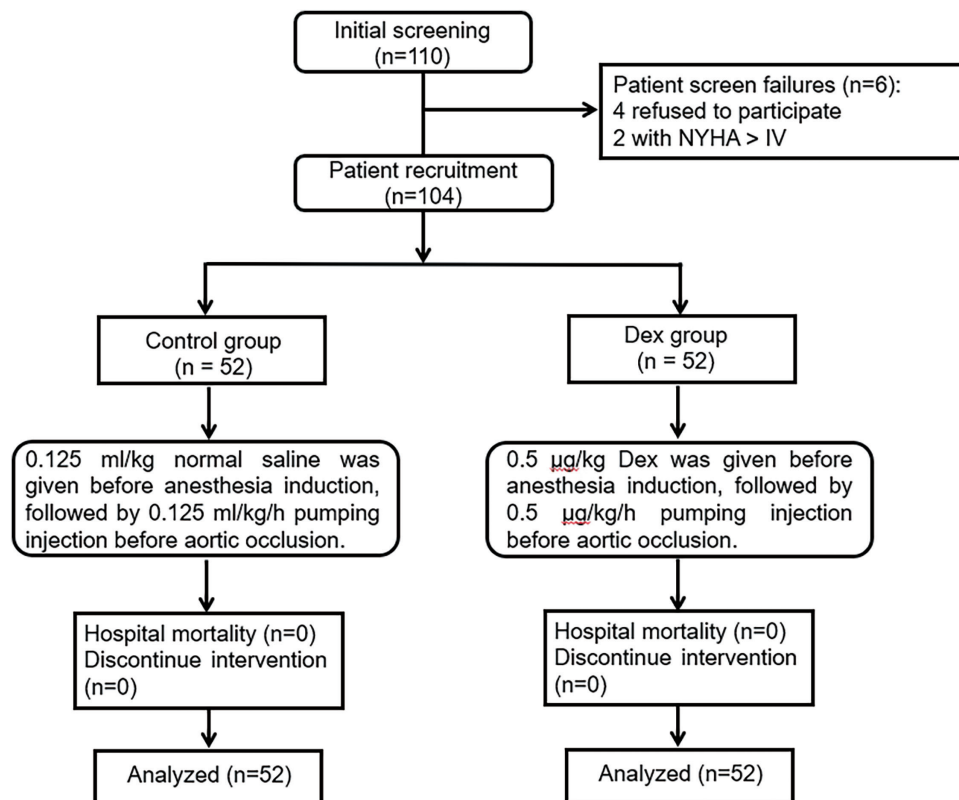 Initial screening
(n=110)
Patient screen failures (n=6):
4 refused to participate
2 with NYHA > IV
Patient recruitment
(n=104)
Control group
(n = 52)
Dex group
(n = 52)
0.125 ml/kg normal saline was
given before anesthesia induction,
followed by 0.125 ml/kg/h pumping
injection before aortic occlusion.
0.5 μg/kg Dex was given before
anesthesia induction, followed by
0.5 μg/kg/h pumping injection
before aortic occlusion.
Hospital mortality (n=0)
Discontinue intervention
(n=0)
Hospital mortality (n=0)
Discontinue intervention
(n=0)
Analyzed (n=52)
Analyzed (n=52)